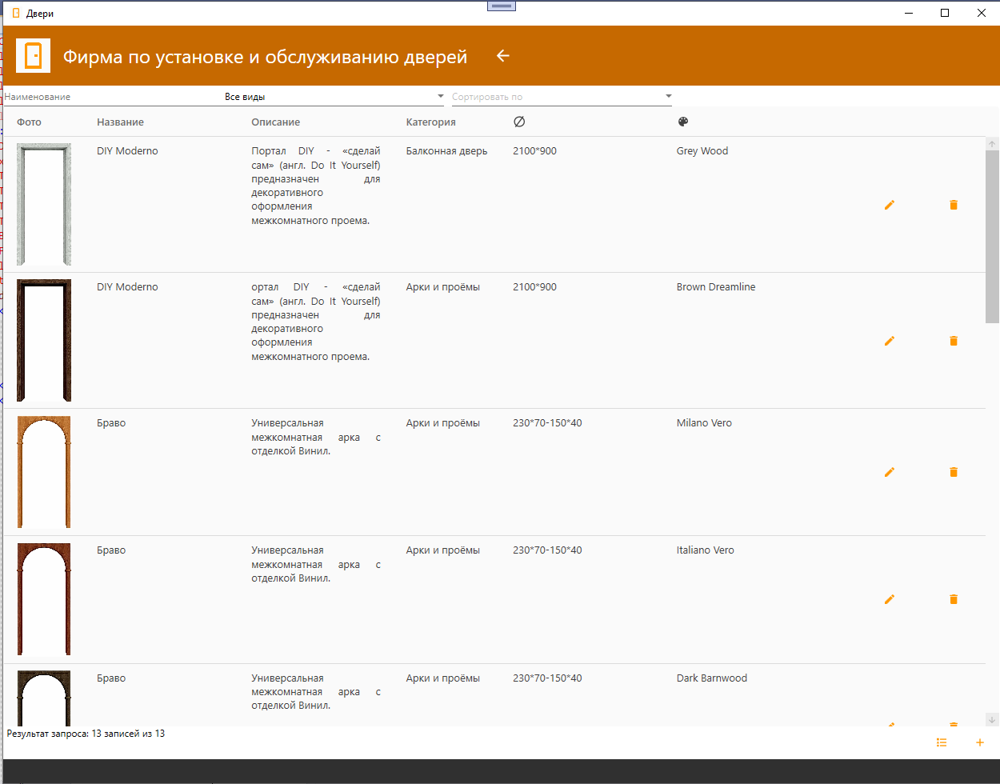 Двери
Фирма по установке и обслуживанию дверей
Наименование
Все виды
Сортировать по
Фото
Название
Описание
Категория
DIY Moderno
Портал DIY - «сделай
сам» (англ. Do It Yourself)
предназначен для
декоративного
оформления
межкомнатного проема.
Балконная дверь
2100*900
Grey Wood
DIY Moderno
ортал DIY - «сделай
сам» (англ. Do It Yourself)
предназначен для
декоративного
оформления
межкомнатного проема.
Арки и проёмы
2100*900
Brown Dreamline
Браво
Универсальная
межкомнатная арка с
отделкой Винил.
Арки и проёмы
230*70-150*40
Milano Vero
Браво
Универсальная
межкомнатная арка с
отделкой Винил.
Арки и проёмы
230*70-150*40
Italiano Vero
Браво
Универсальная
межкомнатная арка с
отделкой Винил.
Арки и проёмы
230*70-150*40
Dark Barnwood
Результат запроса: 13 записей из 13